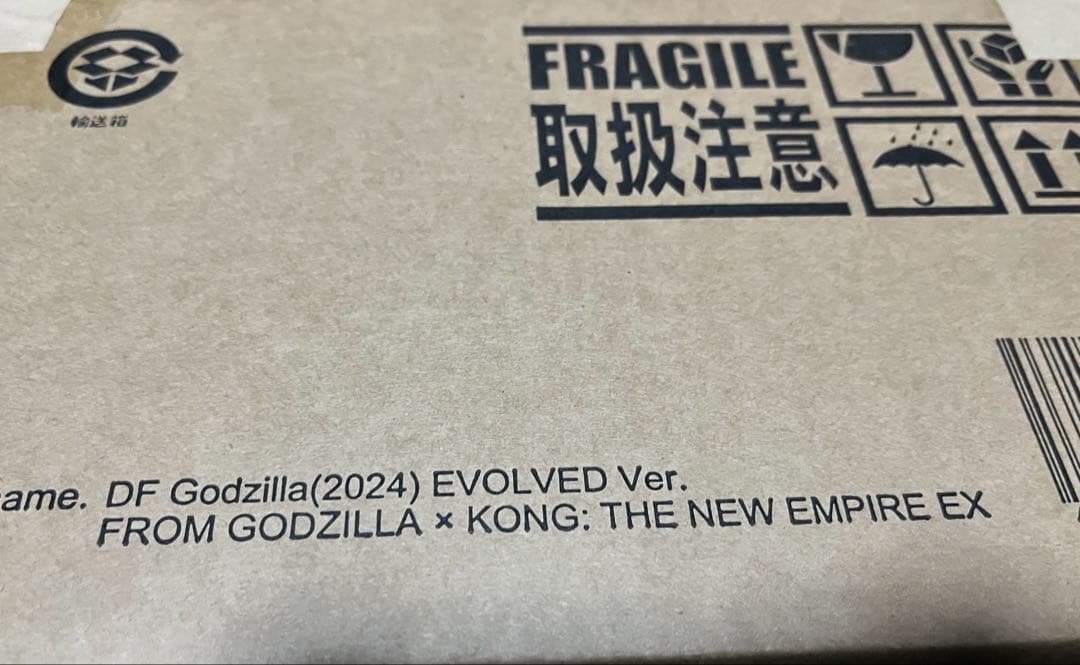 輸送箱
FRAGILE
取扱注意
ame. DF Godzilla(2024) EVOLVED Ver.
FROM GODZILLA × KONG: THE NEW EMPIRE EX